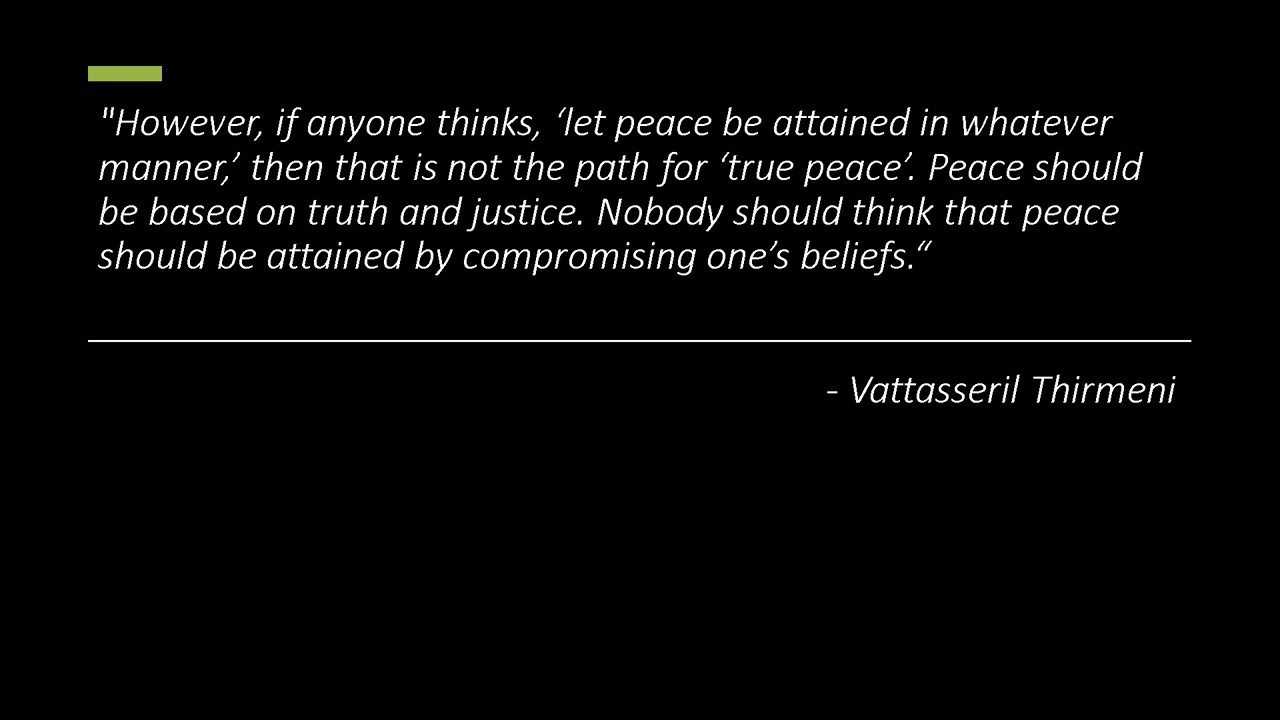 "However, if anyone thinks, ‘let peace be attained in whatever
manner,’ then that is not the path for ‘true peace’. Peace should
be based on truth and justice. Nobody should think that peace
should be attained by compromising one’s beliefs.“
- Vattasseril Thirmeni